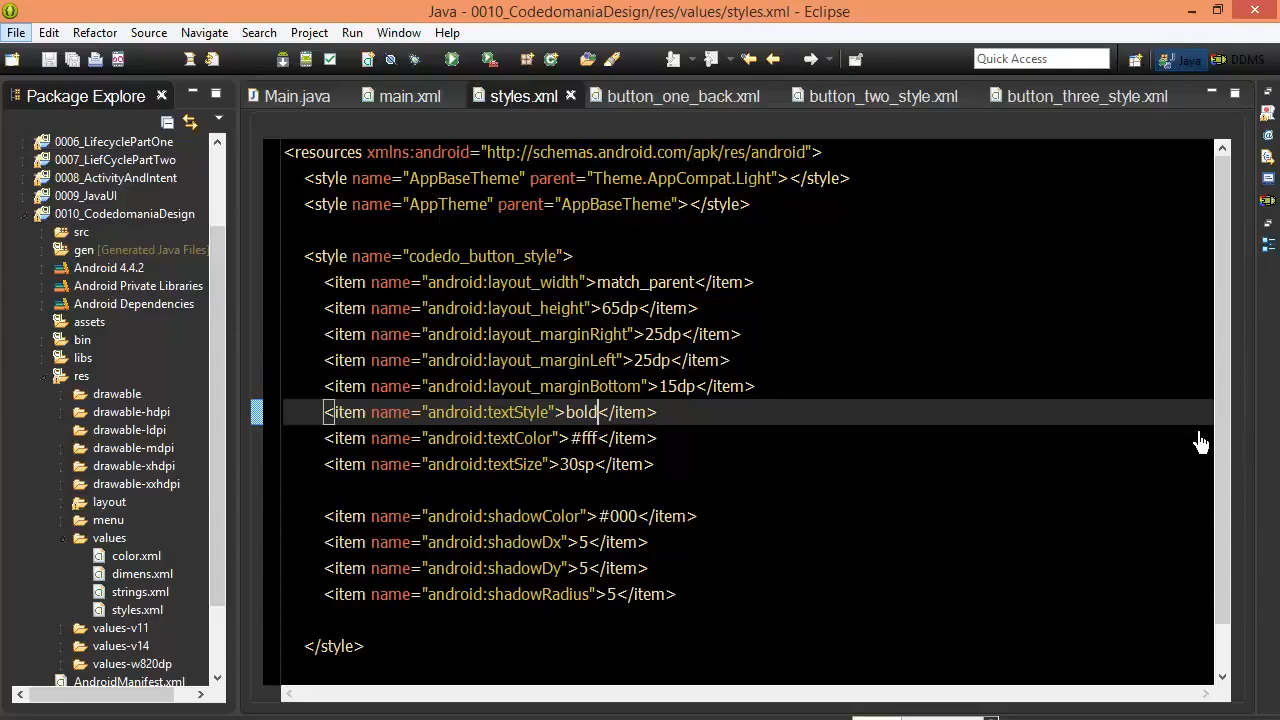 Java - 0010_CodedomaniaDesign/res/values/styles.xml - Eclipse
File Edit Refactor Source Navigate Search Project Run Window Help
Quick Access
Java
DDMS
Package Explorer
Main.java main.xml styles.xml button_one_back.xml button_two_style.xml button_three_style.xml
0006_LifecyclePartOne
0007_LiefCyclePartTwo
0008_ActivityAndIntent
0009_JavaUI
0010_CodedomaniaDesign
src
gen [Generated Java Files]
Android 4.4.2
Android Private Libraries
Android Dependencies
assets
bin
libs
res
drawable
drawable-hdpi
drawable-ldpi
drawable-mdpi
drawable-xhdpi
drawable-xxhdpi
layout
menu
values
color.xml
dimens.xml
strings.xml
styles.xml
values-v11
values-v14
values-w820dp
AndroidManifest.xml
<resources xmlns:android="http://schemas.android.com/apk/res/android">
<style name="AppBaseTheme" parent="Theme.AppCompat.Light"></style>
<style name="AppTheme" parent="AppBaseTheme"></style>
<style name="codedo_button_style">
<item name="android:layout_width">match_parent</item>
<item name="android:layout_height">65dp</item>
<item name="android:layout_marginRight">25dp</item>
<item name="android:layout_marginLeft">25dp</item>
<item name="android:layout_marginBottom">15dp</item>
<item name="android:textStyle">bold</item>
<item name="android:textColor">#fff</item>
<item name="android:textSize">30sp</item>
<item name="android:shadowColor">#000</item>
<item name="android:shadowDx">5</item>
<item name="android:shadowDy">5</item>
<item name="android:shadowRadius">5</item>
</style>